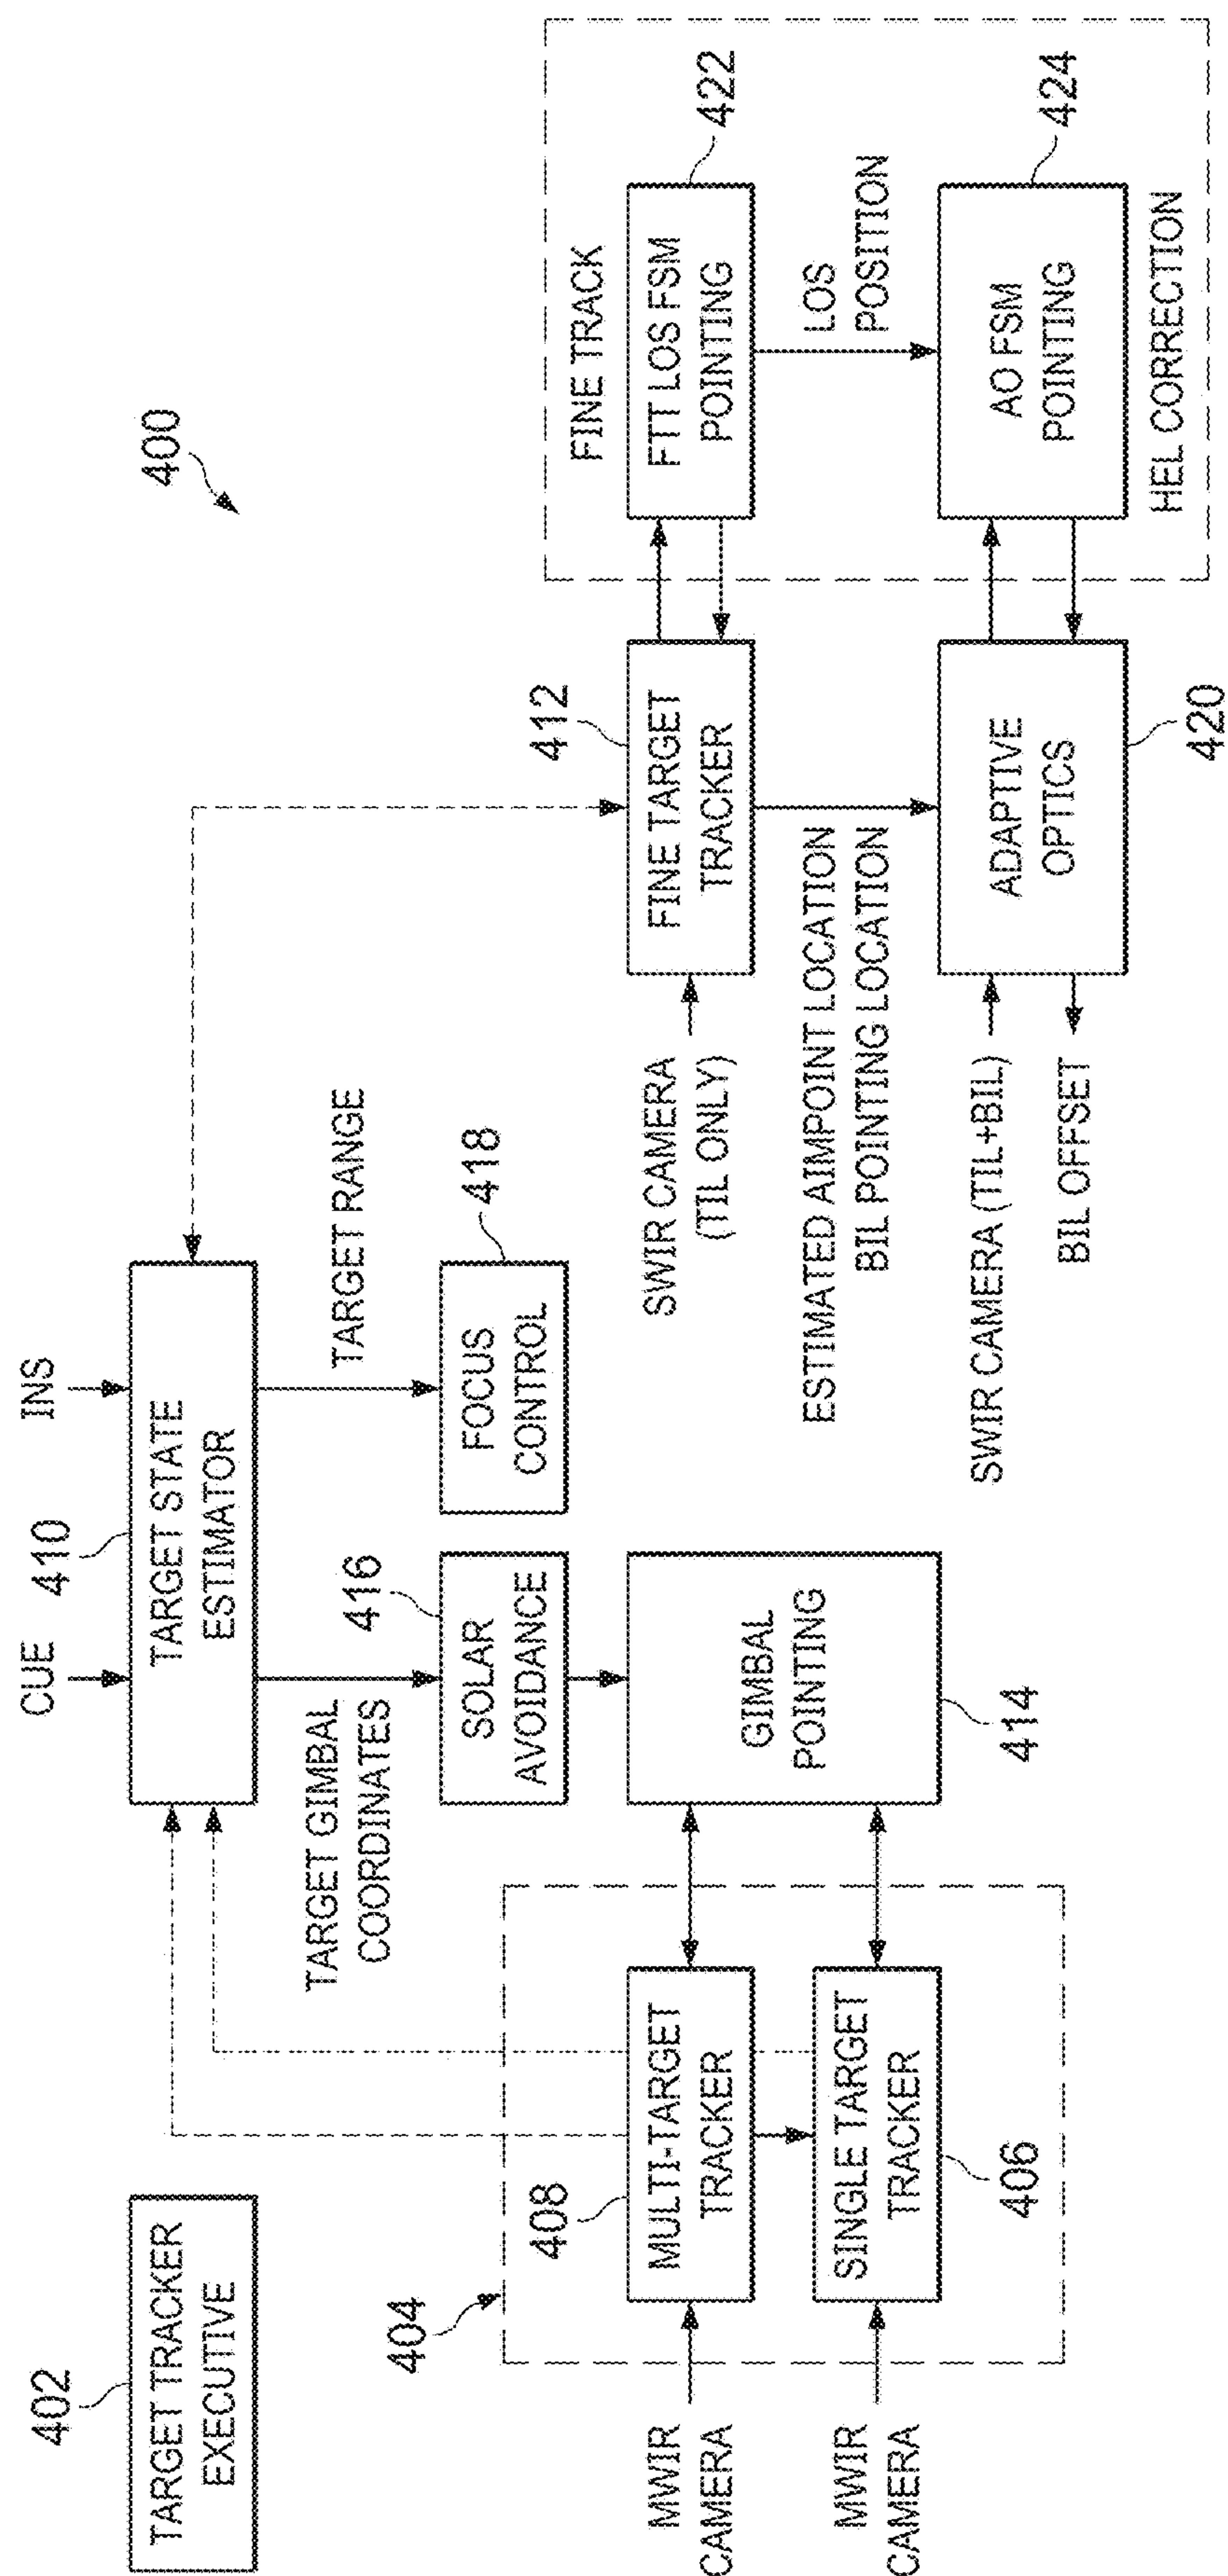 400
402
TARGET TRACKER
EXECUTIVE
CUE
410
INS
TARGET STATE
ESTIMATOR
TARGET GIMBAL
COORDINATES
TARGET RANGE
416
SOLAR
AVOIDANCE
418
FOCUS
CONTROL
404
408
MWIR
CAMERA
MULTI-TARGET
TRACKER
MWIR
CAMERA
SINGLE TARGET
TRACKER
406
GIMBAL
POINTING
414
412
SWIR CAMERA
(TIL ONLY)
FINE TARGET
TRACKER
FINE TRACK
FTT LOS FSM
POINTING
422
ESTIMATED AIMPOINT LOCATION
BIL POINTING LOCATION
LOS
POSITION
SWIR CAMERA (TIL+BIL)
BIL OFFSET
ADAPTIVE
OPTICS
420
AO FSM
POINTING
424
HEL CORRECTION